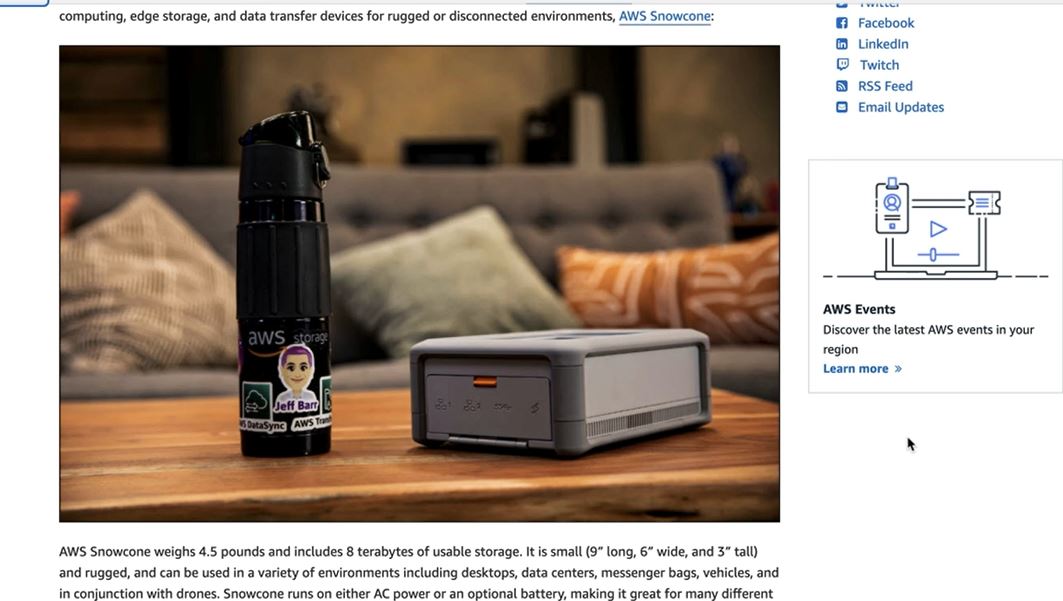 computing, edge storage, and data transfer devices for rugged or disconnected environments, AWS Snowcone:
Facebook
LinkedIn
Twitch
RSS Feed
Email Updates
aws storage
Jeff Barr
DataSync
AWS
AWS Events
Discover the latest AWS events in your
region
Learn more »
AWS Snowcone weighs 4.5 pounds and includes 8 terabytes of usable storage. It is small (9” long, 6” wide, and 3” tall)
and rugged, and can be used in a variety of environments including desktops, data centers, messenger bags, vehicles, and
in conjunction with drones. Snowcone runs on either AC power or an optional battery, making it great for many different